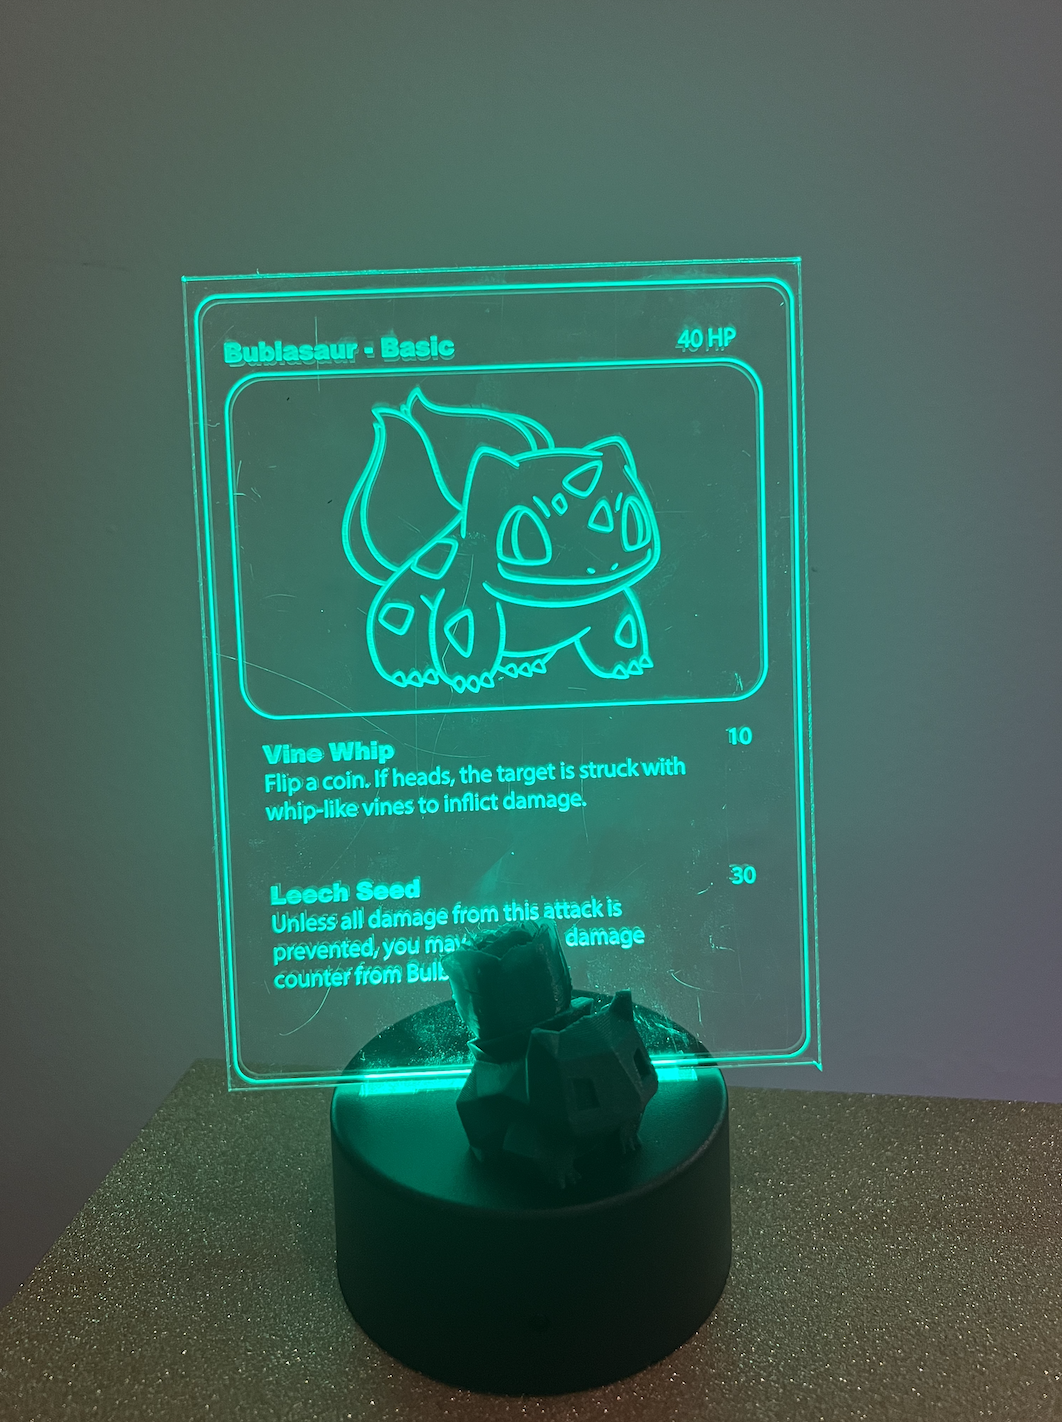 Bublasaur - Basic 40 HP
Vine Whip 10
Flip a coin. If heads, the target is struck with
whip-like vines to inflict damage.
Leech Seed 30
Unless all damage from this attack is
prevented, you may damage
counter from